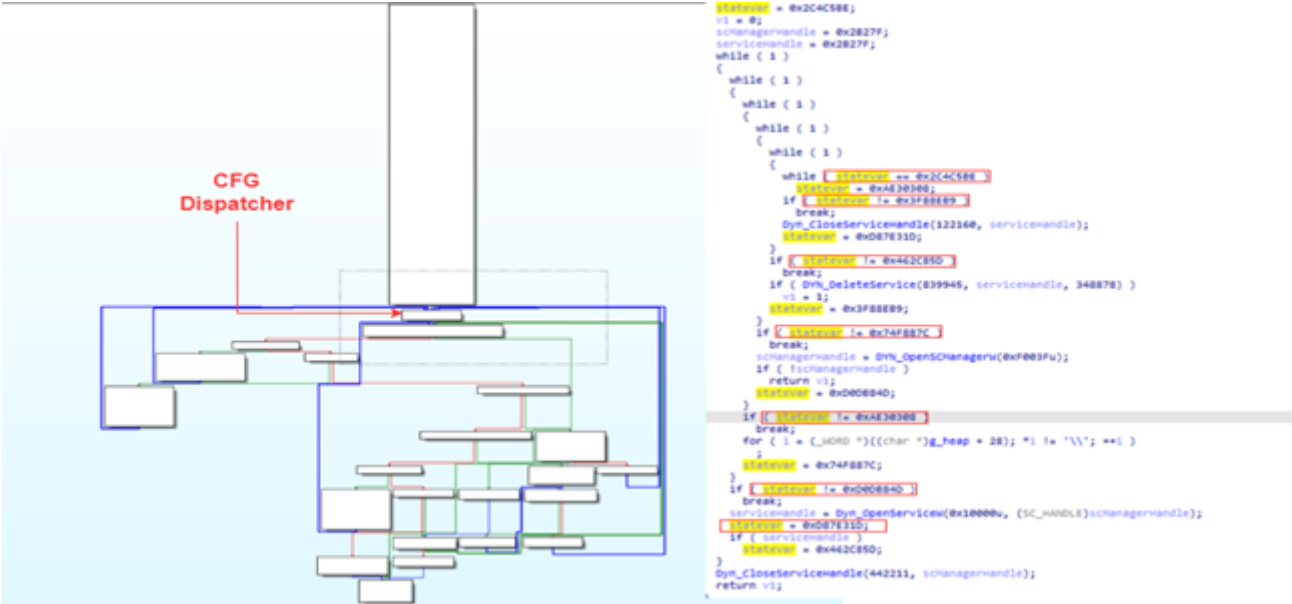 CFG
Dispatcher
statevar = 0x2C4C5BE;
v1 = 0;
scManagerHandle = 0x2B27F;
serviceHandle = 0x2B27F;
while ( 1 )
{
while ( 1 )
{
while ( 1 )
{
while ( 1 )
{
while ( 1 )
{
while ( statevar == 0x2C4C5BE )
statevar = 0xAE30308;
if ( statevar != 0x3F88E89 )
break;
Dyn_CloseServiceHandle(122160, serviceHandle);
statevar = 0xD87E31D;
}
if ( statevar != 0x462C85D )
break;
if ( DYN_DeleteService(839945, serviceHandle, 348878) )
v1 = 1;
statevar = 0x3F88E89;
}
if ( statevar != 0x74F887C )
break;
scManagerHandle = DYN_OpenSCManagerW(0xF003Fu);
if ( !scManagerHandle )
return v1;
statevar = 0xD0DB84D;
}
if ( statevar != 0xAE30308 )
break;
for ( i = (_WORD *)((char *)g_heap + 28); *i != '\\'; ++i )
;
statevar = 0x74F887C;
}
if ( statevar != 0xD0DB84D )
break;
serviceHandle = Dyn_OpenServiceW(0x10000u, (SC_HANDLE)scManagerHandle);
statevar = 0xD87E31D;
if ( serviceHandle )
statevar = 0x462C85D;
}
Dyn_CloseServiceHandle(442211, scManagerHandle);
return v1;